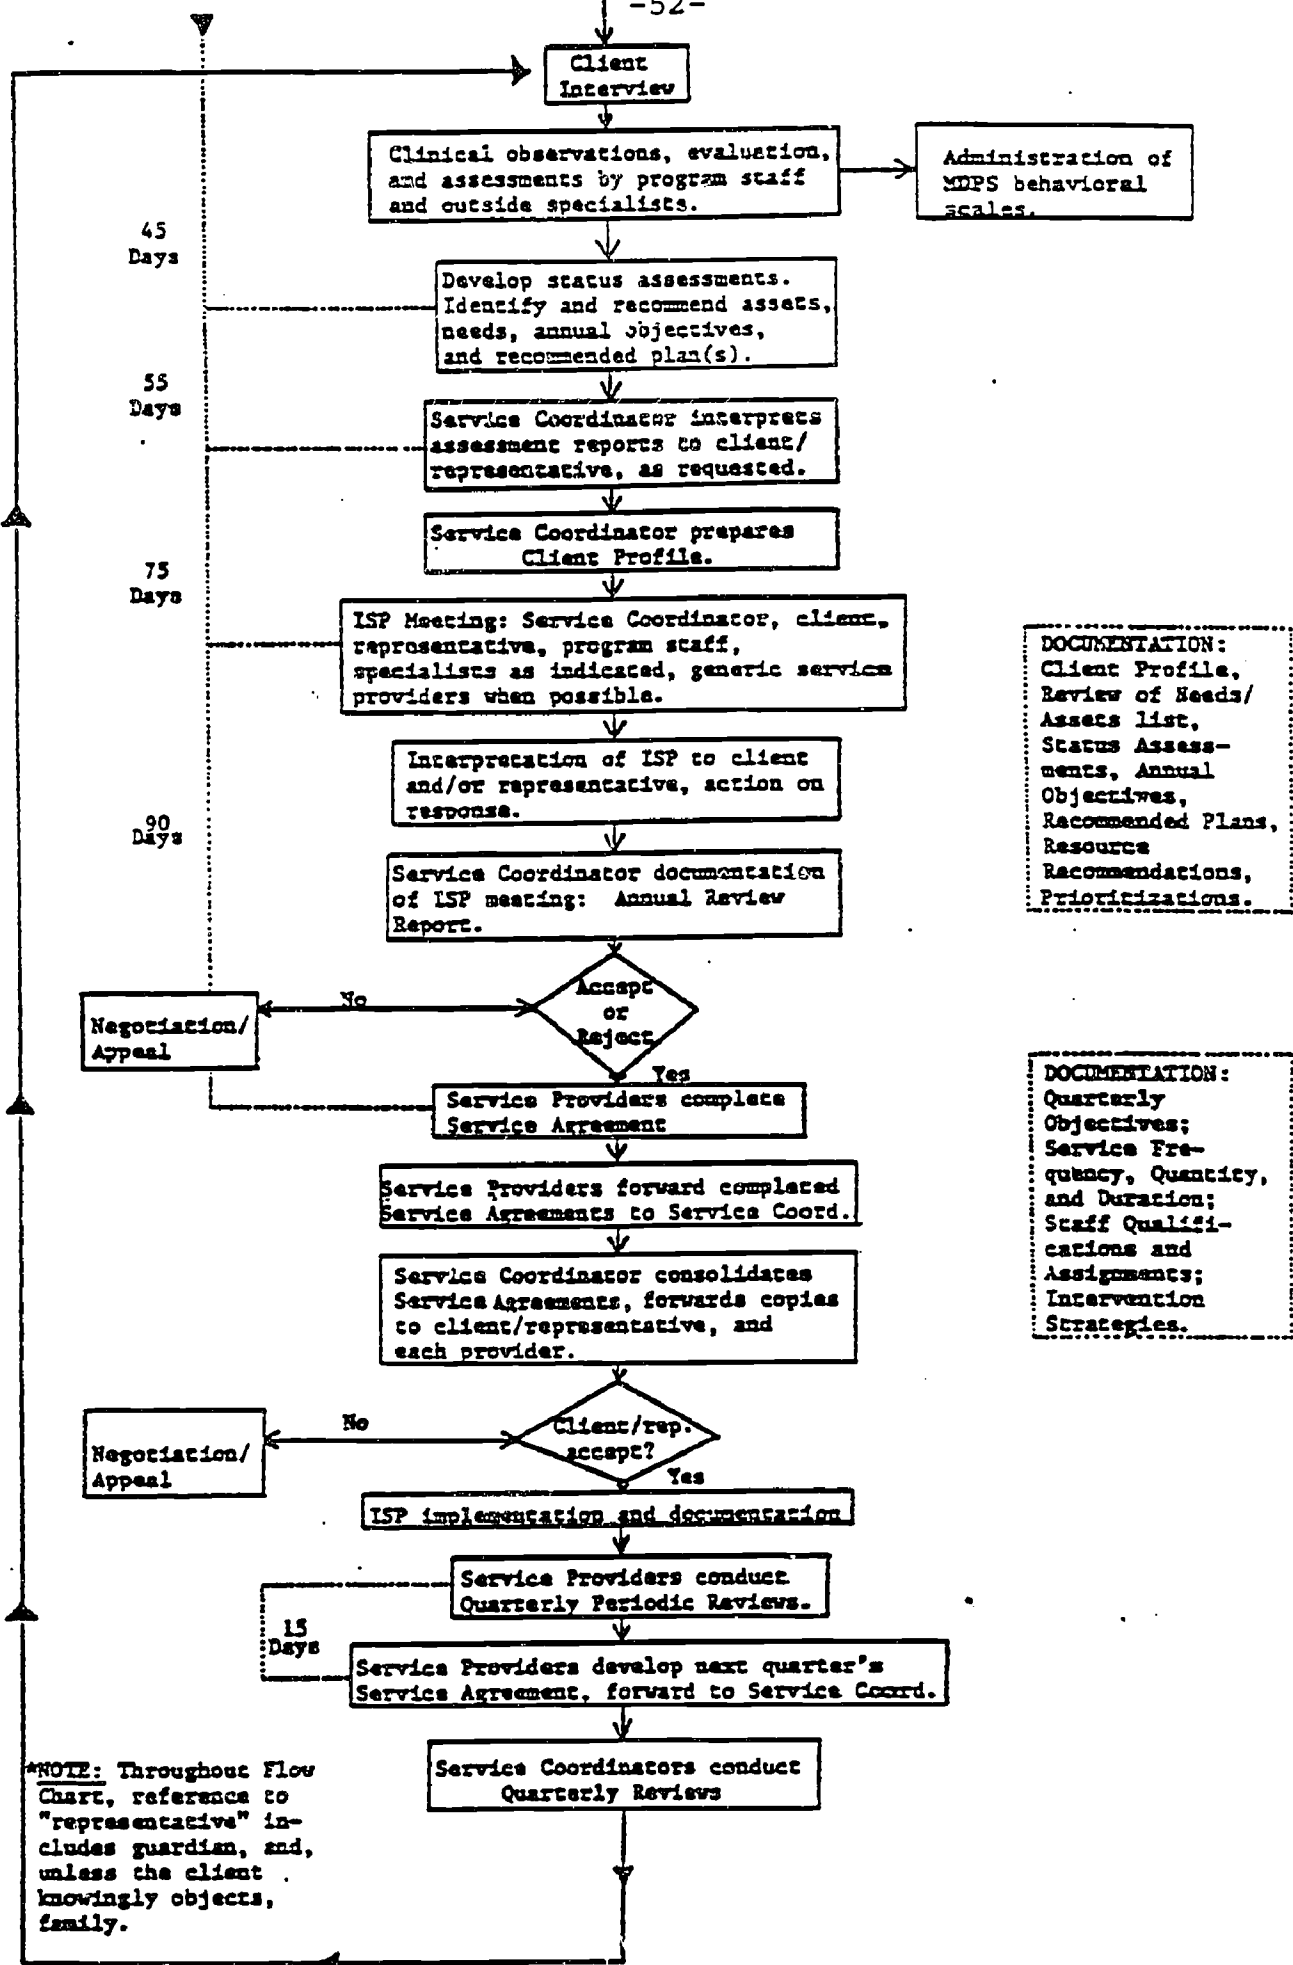 -52-
Client
Interview
Clinical observations, evaluation,
and assessments by program staff
and outside specialists.
Administration of
MDPS behavioral
scales.
45
Days
Develop status assessments.
Identify and recommend assets,
needs, annual objectives,
and recommended plan(s).
55
Days
Service Coordinator interprets
assessment reports to client/
representative, as requested.
Service Coordinator prepares
Client Profile.
75
Days
ISP Meeting: Service Coordinator, client,
representative, program staff,
specialists as indicated, generic service
providers when possible.
DOCUMENTATION:
Client Profile,
Review of Needs/
Assets list,
Status Assess-
ments, Annual
Objectives,
Recommended Plans,
Resource
Recommendations,
Prioritizations.
Interpretation of ISP to client
and/or representative, action on
response.
90
Days
Service Coordinator documentation
of ISP meeting: Annual Review
Report.
Accept
or
Reject
No
Negotiation/
Appeal
Yes
Service Providers complete
Service Agreement
DOCUMENTATION:
Quarterly
Objectives;
Service Fre-
quency, Quantity,
and Duration;
Staff Qualifi-
cations and
Assignments;
Intervention
Strategies.
Service Providers forward completed
Service Agreements to Service Coord.
Service Coordinator consolidates
Service Agreements, forwards copies
to client/representative, and
each provider.
Client/rep.
accept?
No
Negotiation/
Appeal
Yes
ISP implementation and documentation
Service Providers conduct
Quarterly Periodic Reviews.
15
Days
Service Providers develop next quarter's
Service Agreement, forward to Service Coord.
Service Coordinators conduct
Quarterly Reviews
*NOTE: Throughout Flow
Chart, reference to
"representative" in-
cludes guardian, and,
unless the client
knowingly objects,
family.